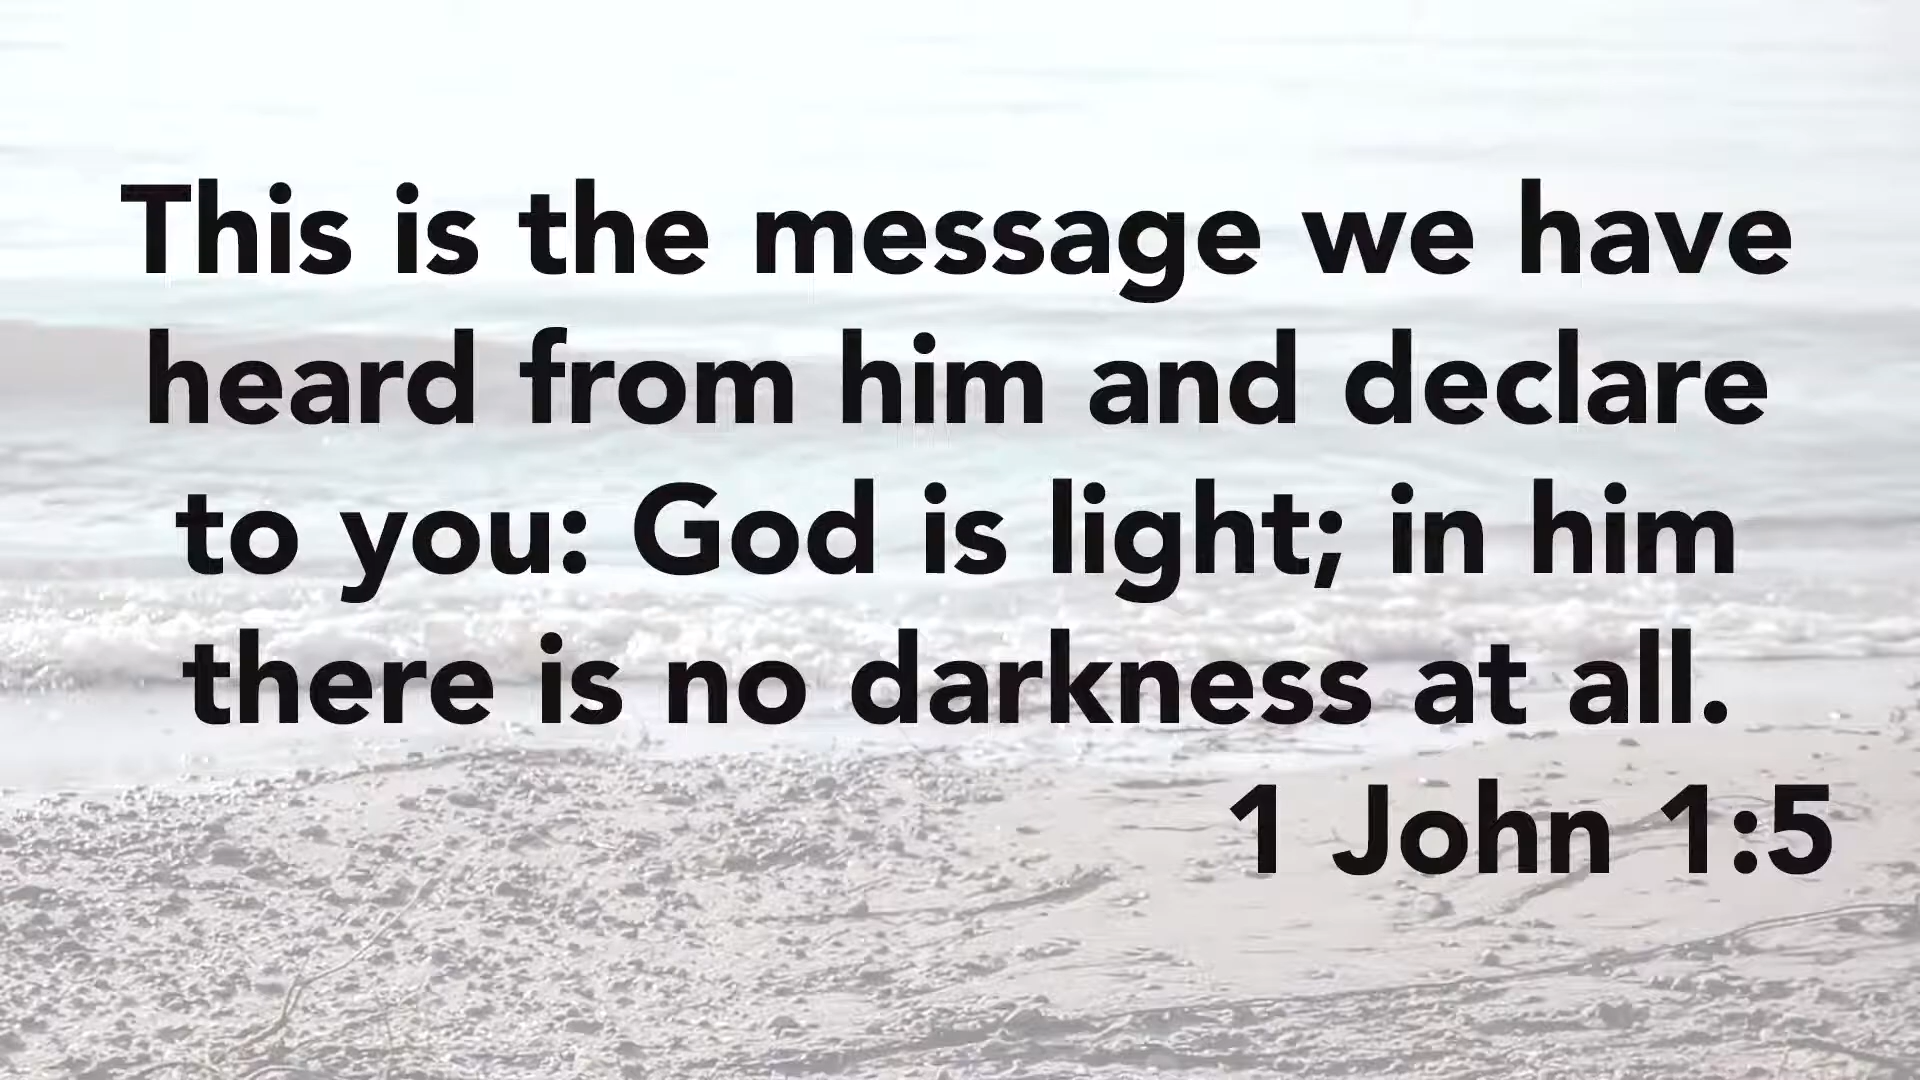 This is the message we have
heard from him and declare
to you: God is light; in him
there is no darkness at all.
1 John 1:5